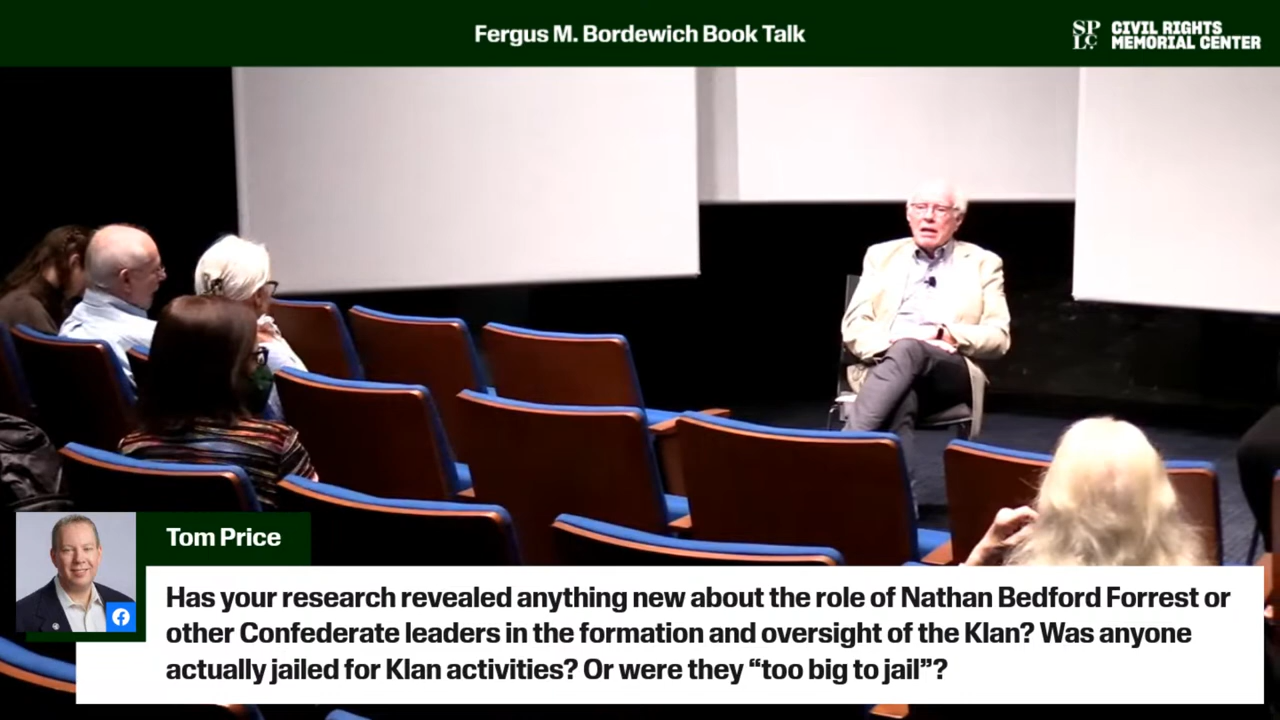 Fergus M. Bordewich Book Talk
SP
LC
CIVIL RIGHTS
MEMORIAL CENTER
Tom Price
Has your research revealed anything new about the role of Nathan Bedford Forrest or
other Confederate leaders in the formation and oversight of the Klan? Was anyone
actually jailed for Klan activities? Or were they “too big to jail”?